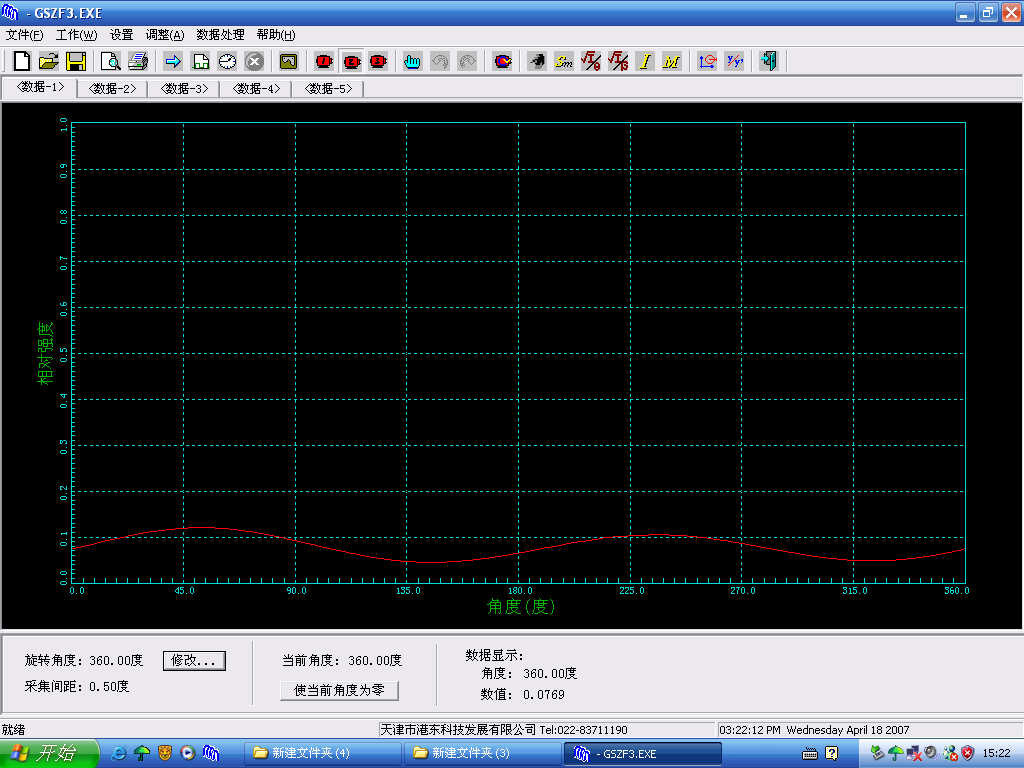 - GSZF3.EXE
文件(F) 工作(W) 设置 调整(A) 数据处理 帮助(H)
<数据-1> <数据-2> <数据-3> <数据-4> <数据-5>
1.0
0.9
0.8
0.7
0.6
0.5
0.4
0.3
0.2
0.1
0.0
相对强度
0.0 45.0 90.0 135.0 180.0 225.0 270.0 315.0 360.0
角度(度)
旋转角度: 360.00度 修改...
采集间距: 0.50度
当前角度: 360.00度
使当前角度为零
数据显示:
角度: 360.00度
数值: 0.0769
就绪 天津市港东科技发展有限公司 Tel:022-83711190 03:22:12 PM Wednesday April 18 2007
开始 新建文件夹 (4) 新建文件夹 (3) - GSZF3.EXE 15:22